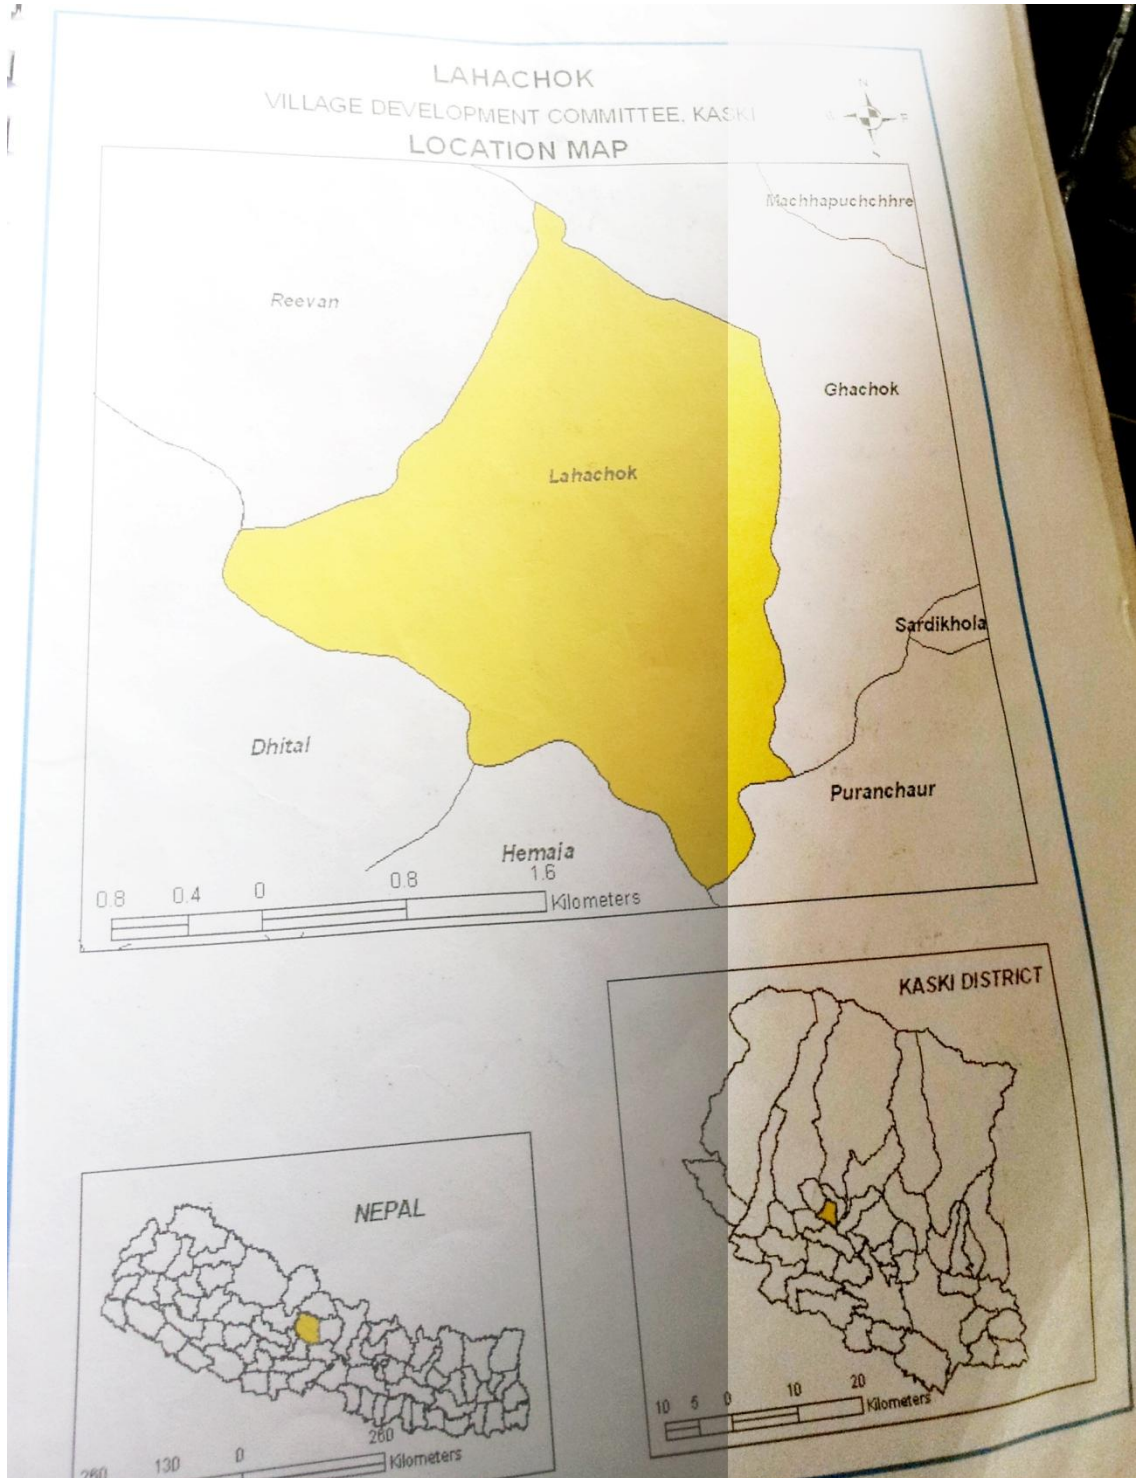 LAHACHOK
VILLAGE DEVELOPMENT COMMITTEE, KASKI
LOCATION MAP
N
Machhapuchchhre
Reevan
Ghachok
Lahachok
Sardikhola
Dhital
Puranchaur
Hemaja
0.8 0.4 0 0.8 1.6
Kilometers
KASKI DISTRICT
NEPAL
10 5 0 10 20
Kilometers
260 130 0 260
Kilometers